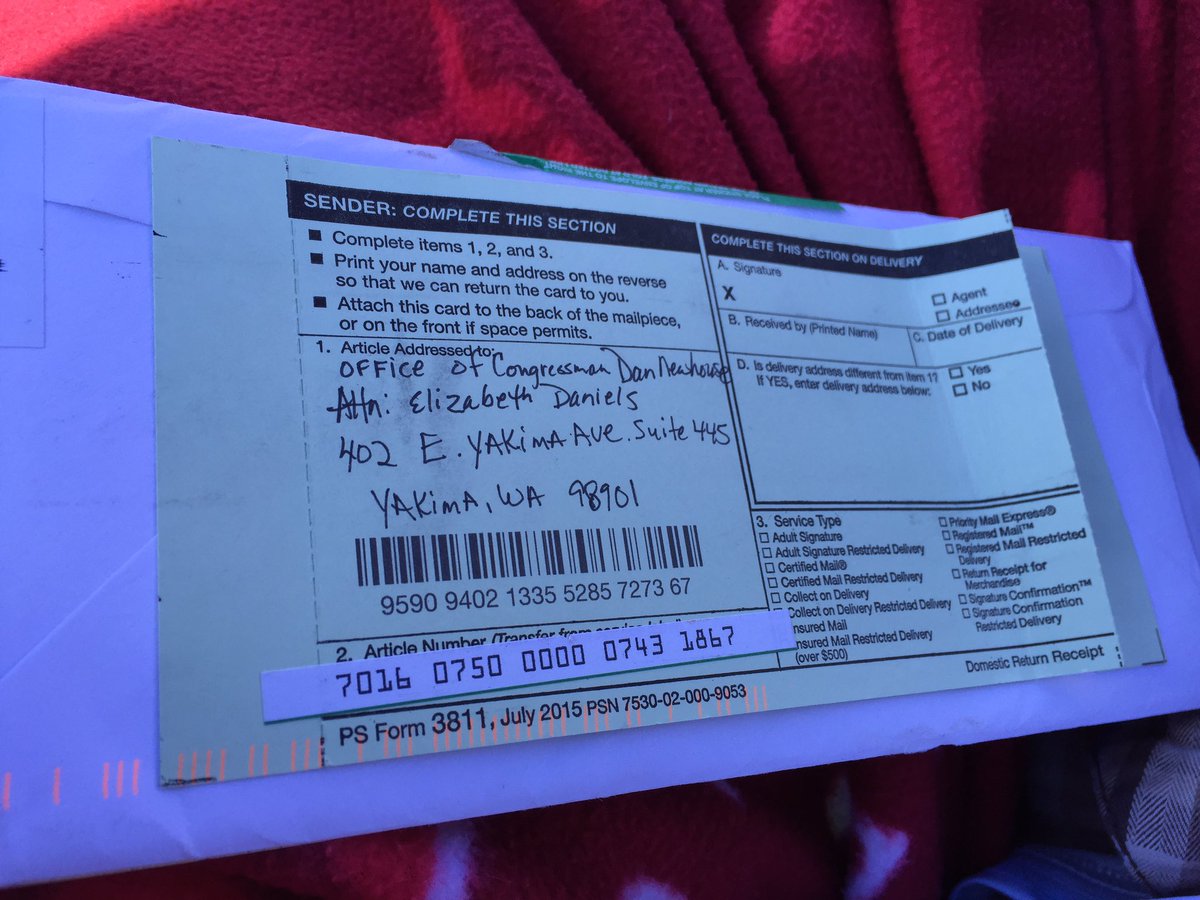 SENDER: COMPLETE THIS SECTION
■ Complete items 1, 2, and 3.
■ Print your name and address on the reverse
so that we can return the card to you.
■ Attach this card to the back of the mailpiece,
or on the front if space permits.
1. Article Addressed to:
OFFICE Of Congressman Dan Newhouse
Attn: Elizabeth Daniels
402 E. YAKIMA Ave. Suite 445
YAKIMA, WA 98901
9590 9402 1335 5285 7273 67
2. Article Number (Transfer from
7016 0750 0000 0743 1867
PS Form 3811, July 2015 PSN 7530-02-000-9053
COMPLETE THIS SECTION ON DELIVERY
A. Signature
X
☐ Agent
☐ Addressee
B. Received by (Printed Name)
C. Date of Delivery
D. Is delivery address different from item 1? ☐ Yes
If YES, enter delivery address below: ☐ No
3. Service Type
☐ Adult Signature
☐ Adult Signature Restricted Delivery
☐ Certified Mail®
☐ Certified Mail Restricted Delivery
☐ Collect on Delivery
Collect on Delivery Restricted Delivery
nsured Mail
nsured Mail Restricted Delivery
(over $500)
☐ Priority Mail Express®
☐ Registered Mail™
☐ Registered Mail Restricted
Delivery
☐ Return Receipt for
Merchandise
☐ Signature Confirmation™
☐ Signature Confirmation
Restricted Delivery
Domestic Return Receipt